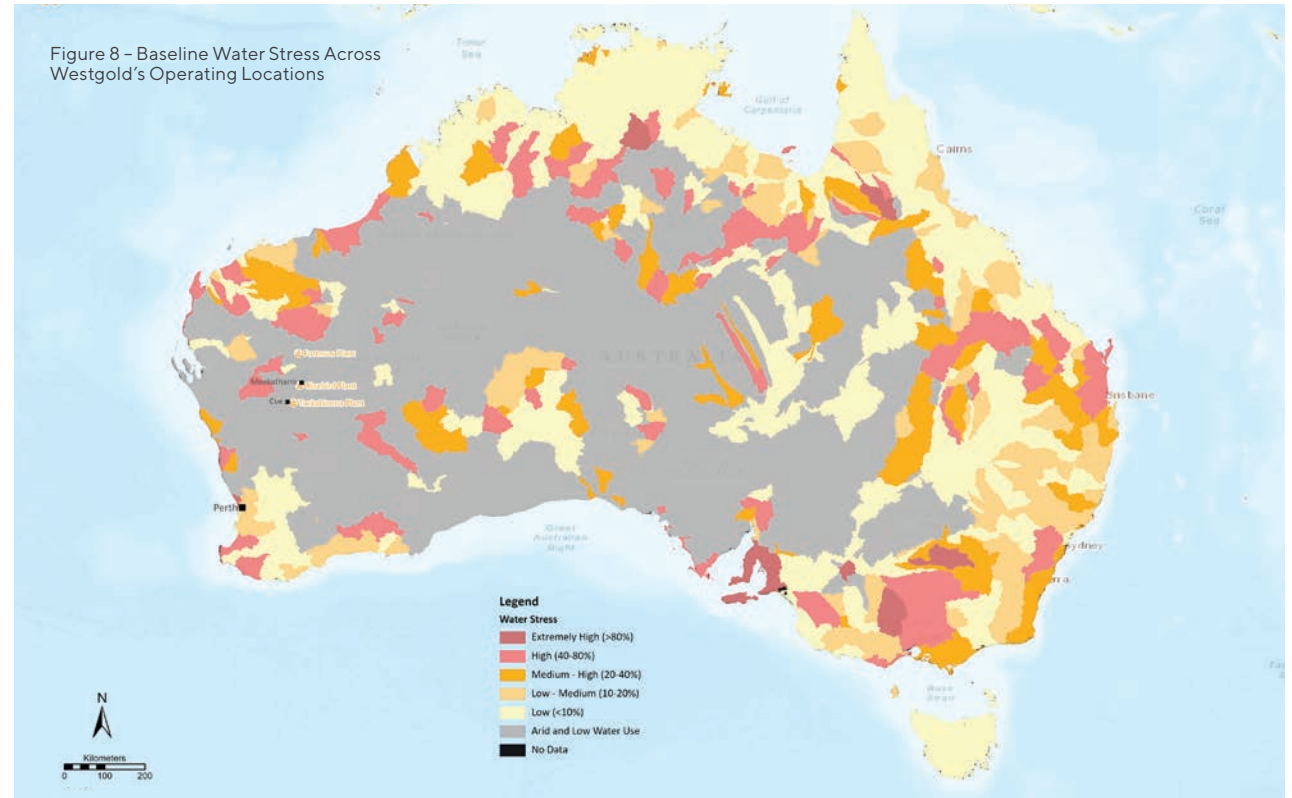 Figure 8 – Baseline Water Stress Across
Westgold's Operating Locations
Timor
Sea
Gulf of
Carpentaria
Cairns
Coral
Sea
AUSTRALIA
Fortnum Plant
Meekatharra
Bluebird Plant
Cue
Tuckabianna Plant
Brisbane
Perth
Great
Australian
Bight
Sydney
rra
Legend
Water Stress
Extremely High (>80%)
High (40-80%)
Medium - High (20-40%)
Low - Medium (10-20%)
Low (<10%)
Arid and Low Water Use
No Data
Bass
Strait
N
Kilometers
0 100 200